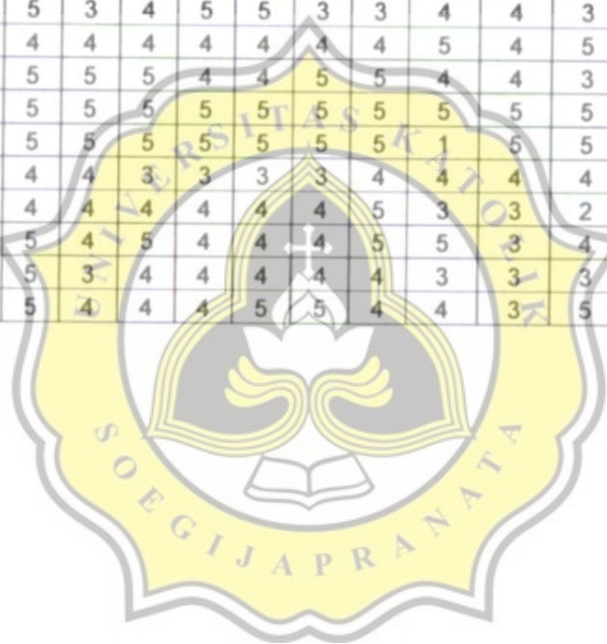 5 3 4 5 5 3 3 4 4 3
4 4 4 4 4 4 4 5 4 5
5 5 5 4 4 5 5 4 4 3
5 5 5 5 5 5 5 5 5 5
5 5 5 5 5 5 5 1 5 5
4 4 3 3 3 3 4 4 4 4
4 4 4 4 4 4 5 3 3 2
5 4 5 4 4 4 5 5 3 4
5 3 4 4 4 4 4 3 3 3
5 4 4 4 5 5 4 4 3 5
UNIVERSITAS KATOLIK
SOEGIJAPRANATA